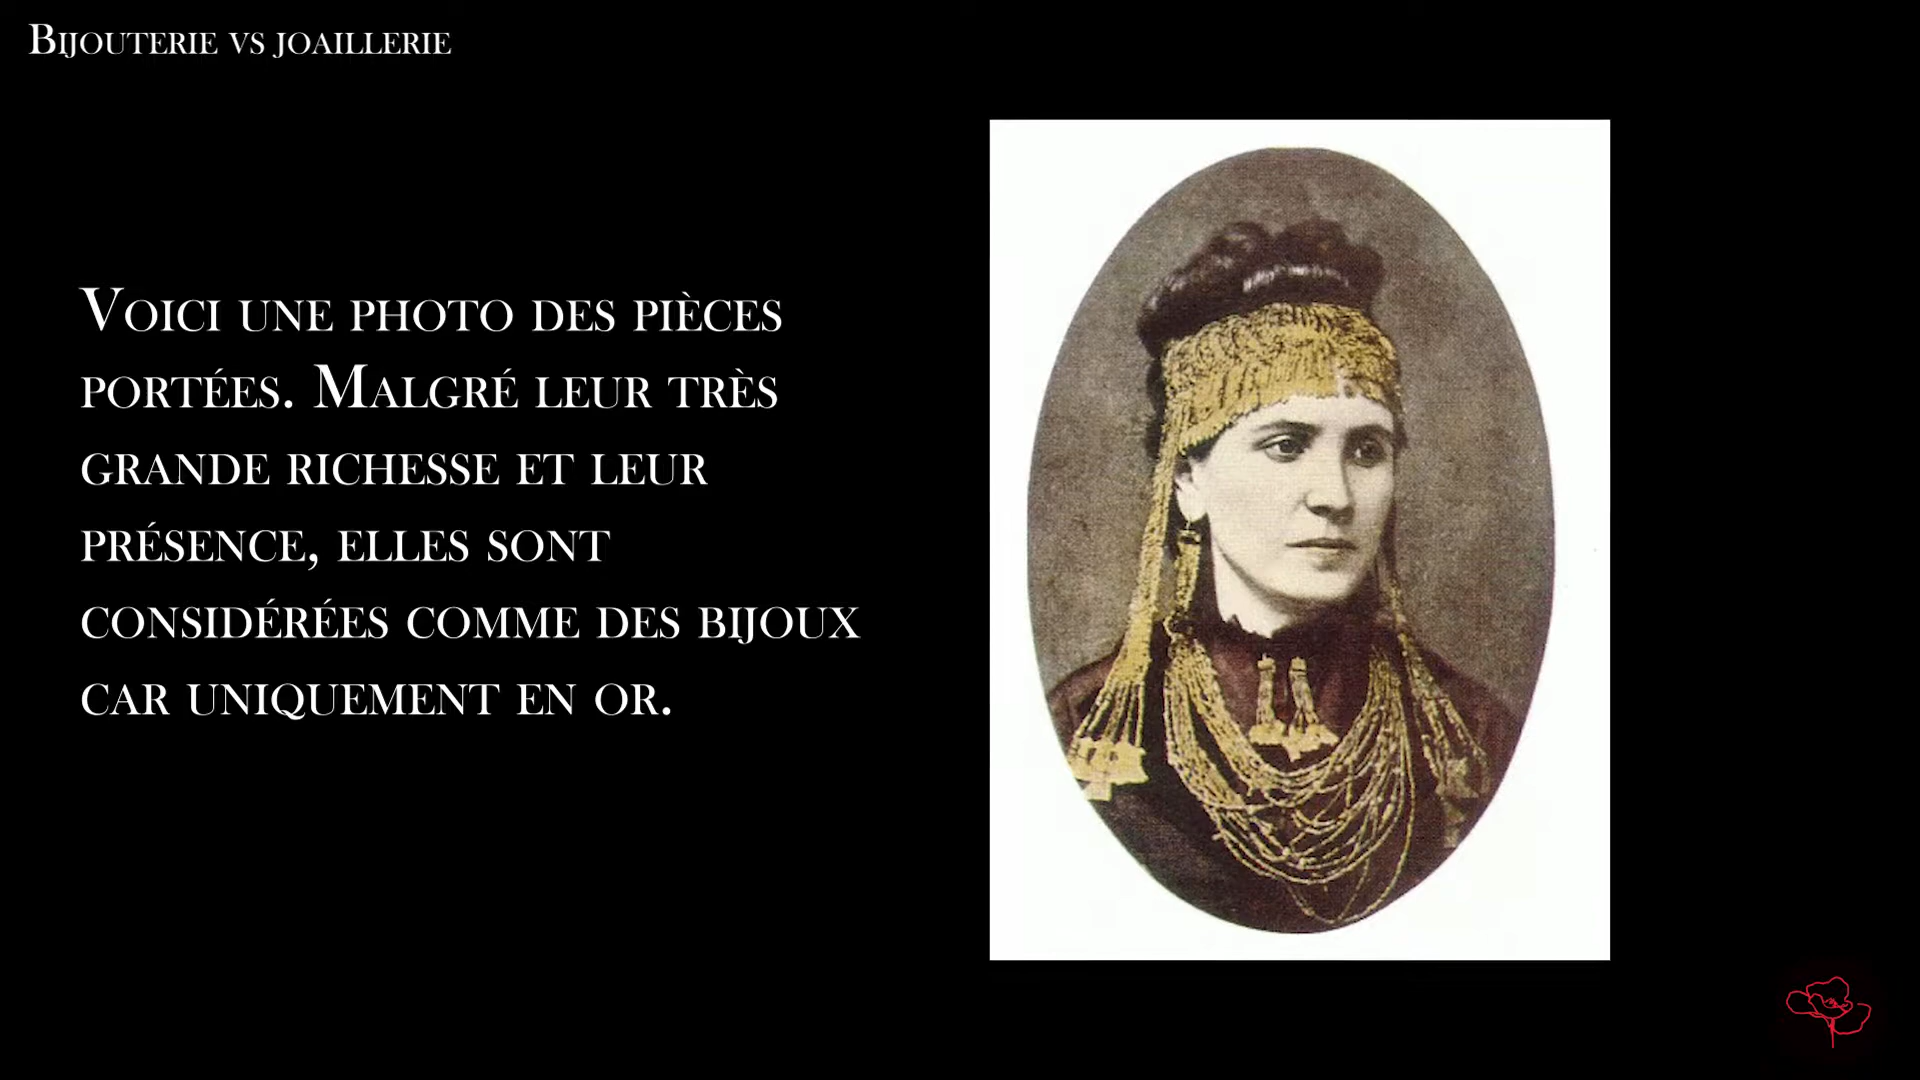 Bijouterie vs joaillerie
Voici une photo des pièces
portées. Malgré leur très
grande richesse et leur
présence, elles sont
considérées comme des bijoux
car uniquement en or.